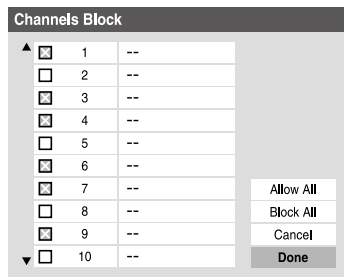 Channels Block
1 --
2 --
3 --
4 --
5 --
6 --
7 -- Allow All
8 -- Block All
9 -- Cancel
10 -- Done